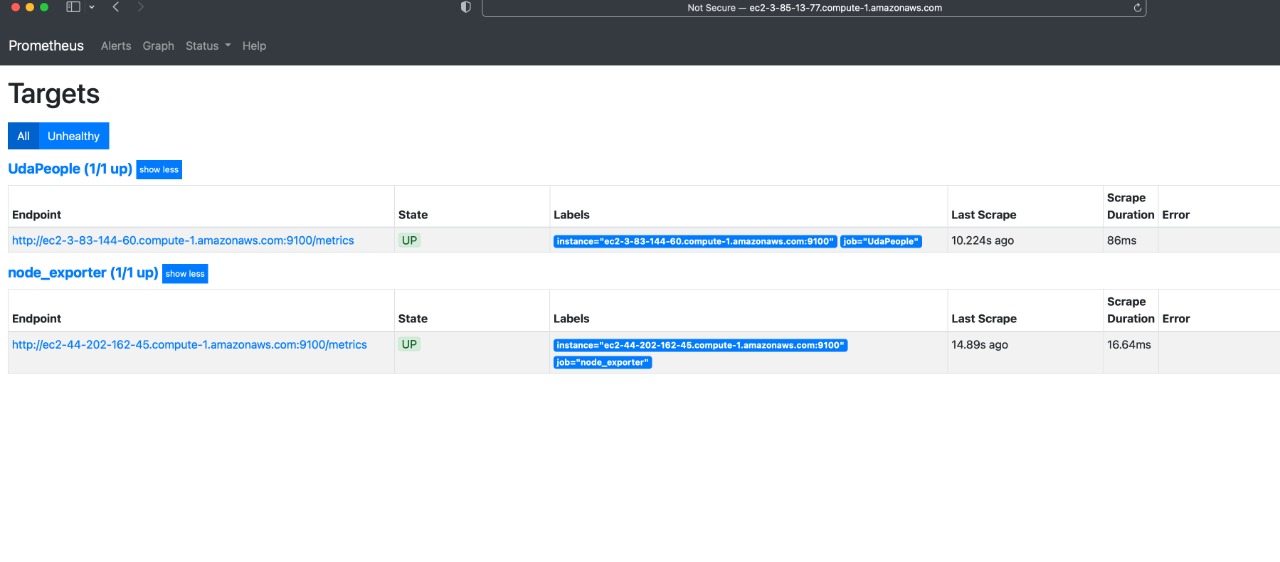 Not Secure — ec2-3-85-13-77.compute-1.amazonaws.com
Prometheus Alerts Graph Status Help
Targets
All Unhealthy
UdaPeople (1/1 up) show less
Endpoint State Labels Last Scrape Scrape Duration Error
http://ec2-3-83-144-60.compute-1.amazonaws.com:9100/metrics UP instance="ec2-3-83-144-60.compute-1.amazonaws.com:9100" job="UdaPeople" 10.224s ago 86ms
node_exporter (1/1 up) show less
Endpoint State Labels Last Scrape Scrape Duration Error
http://ec2-44-202-162-45.compute-1.amazonaws.com:9100/metrics UP instance="ec2-44-202-162-45.compute-1.amazonaws.com:9100" 14.89s ago 16.64ms
job="node_exporter"